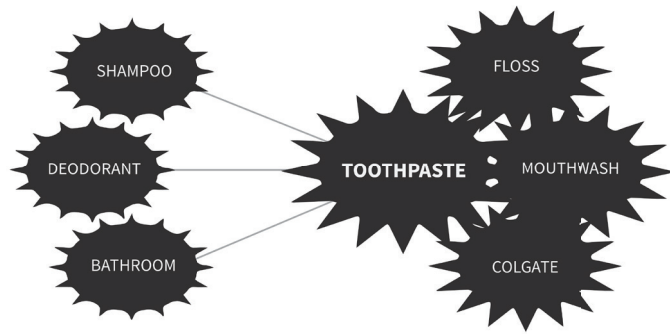 SHAMPOO
FLOSS
DEODORANT
TOOTHPASTE
MOUTHWASH
BATHROOM
COLGATE